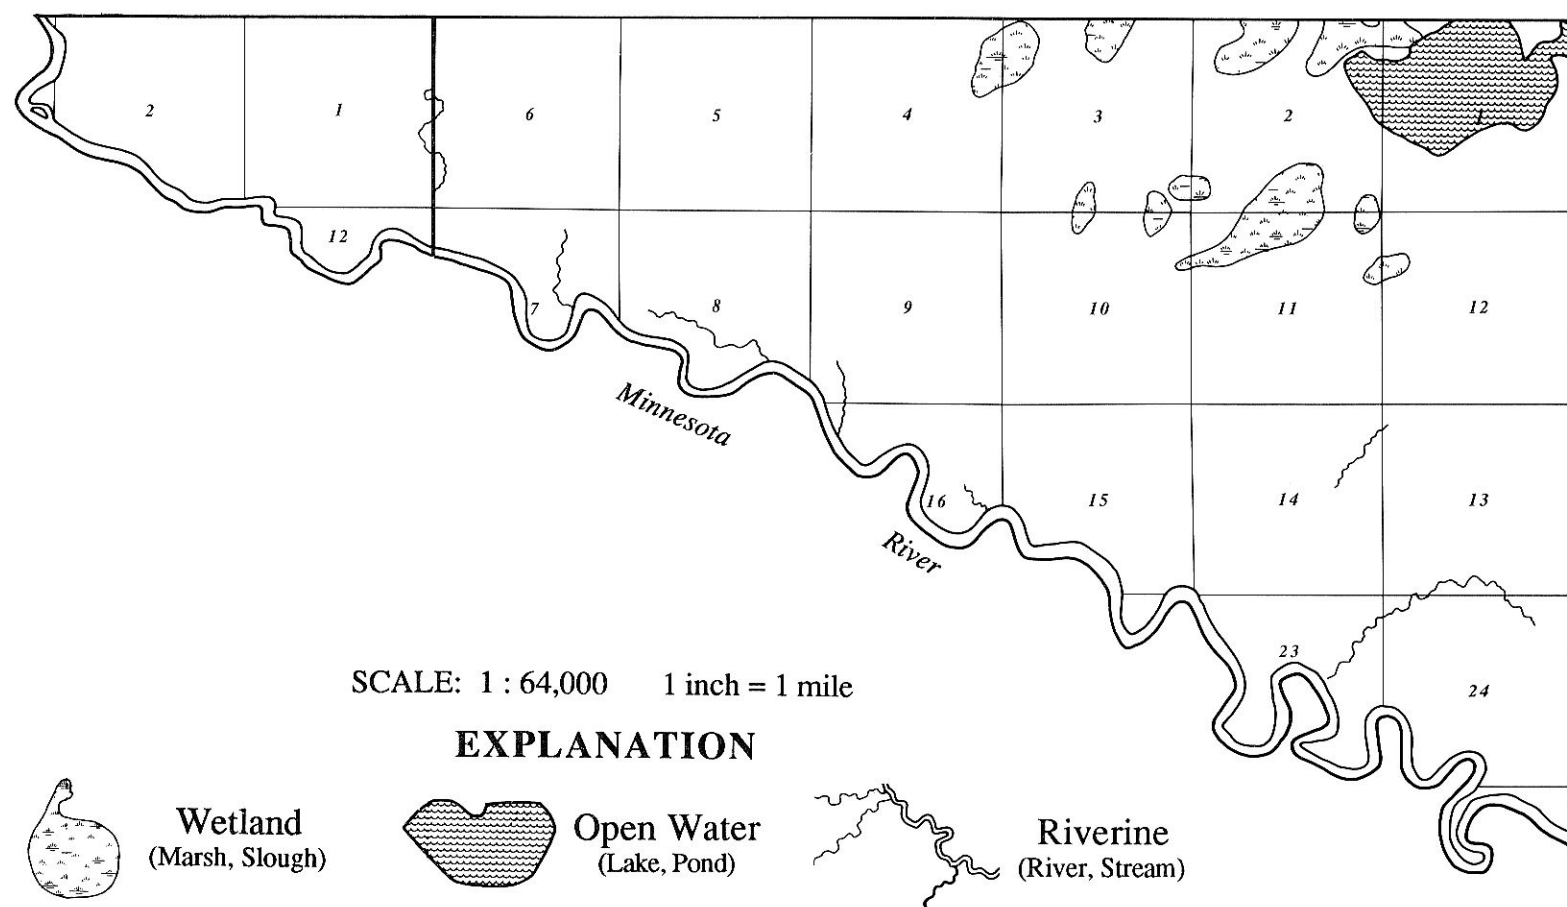 2 1 6 5 4 3 2 1
12 7 8 9 10 11 12
Minnesota
River
16 15 14 13
23 24
SCALE: 1 : 64,000 1 inch = 1 mile
EXPLANATION
Wetland
(Marsh, Slough)
Open Water
(Lake, Pond)
Riverine
(River, Stream)